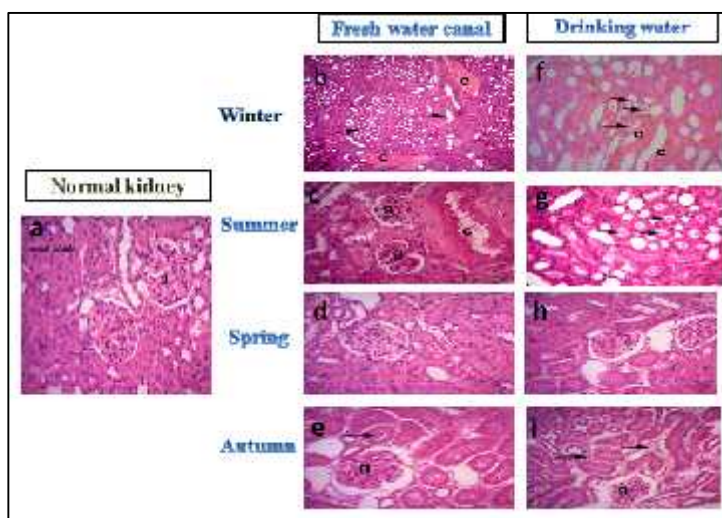 Fresh water canal
Drinking water
Winter
b
c
c
f
e
Normal kidney
a
Summer
c
g
Spring
d
h
Autumn
e
i